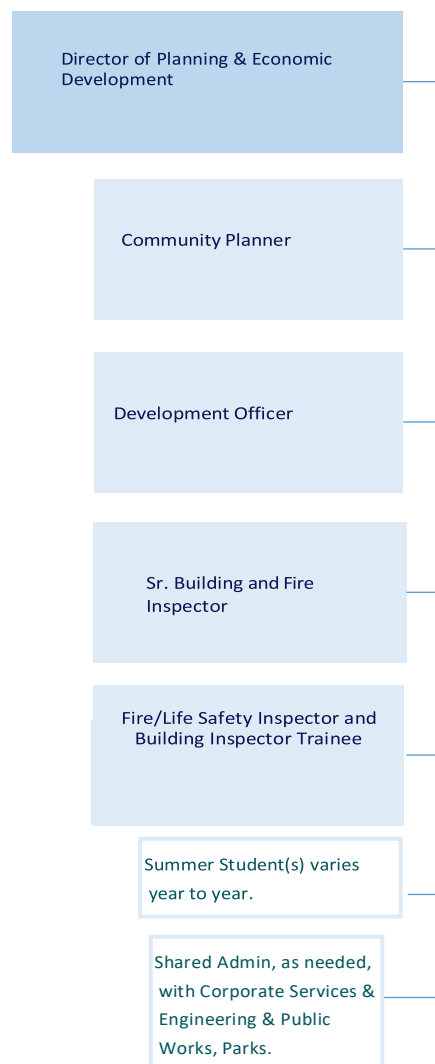 Director of Planning & Economic
Development
Community Planner
Development Officer
Sr. Building and Fire
Inspector
Fire/Life Safety Inspector and
Building Inspector Trainee
Summer Student(s) varies
year to year.
Shared Admin, as needed,
with Corporate Services &
Engineering & Public
Works, Parks.